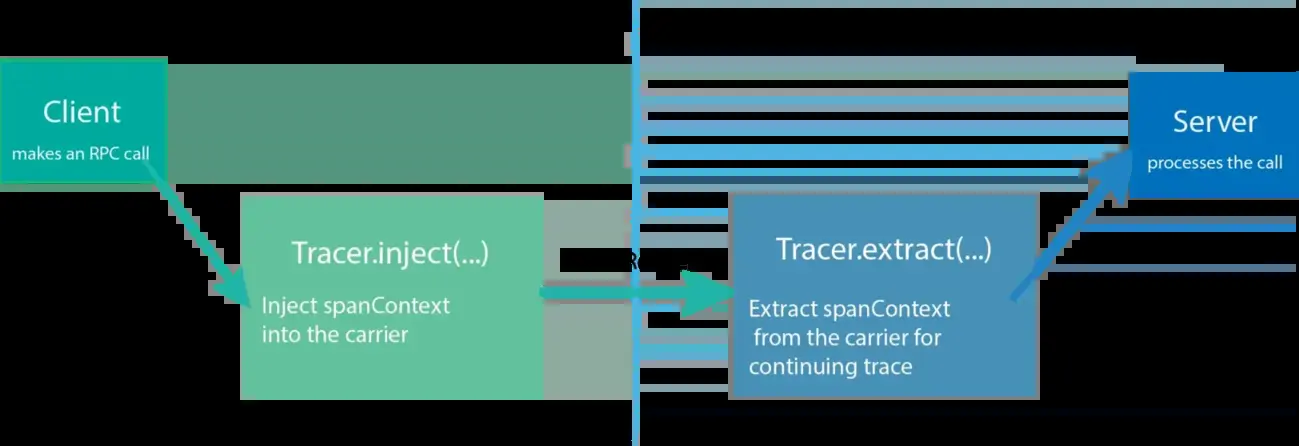 Client
makes an RPC call
Server
processes the call
Tracer.inject(...)
Inject spanContext
into the carrier
Tracer.extract(...)
Extract spanContext
from the carrier for
continuing trace